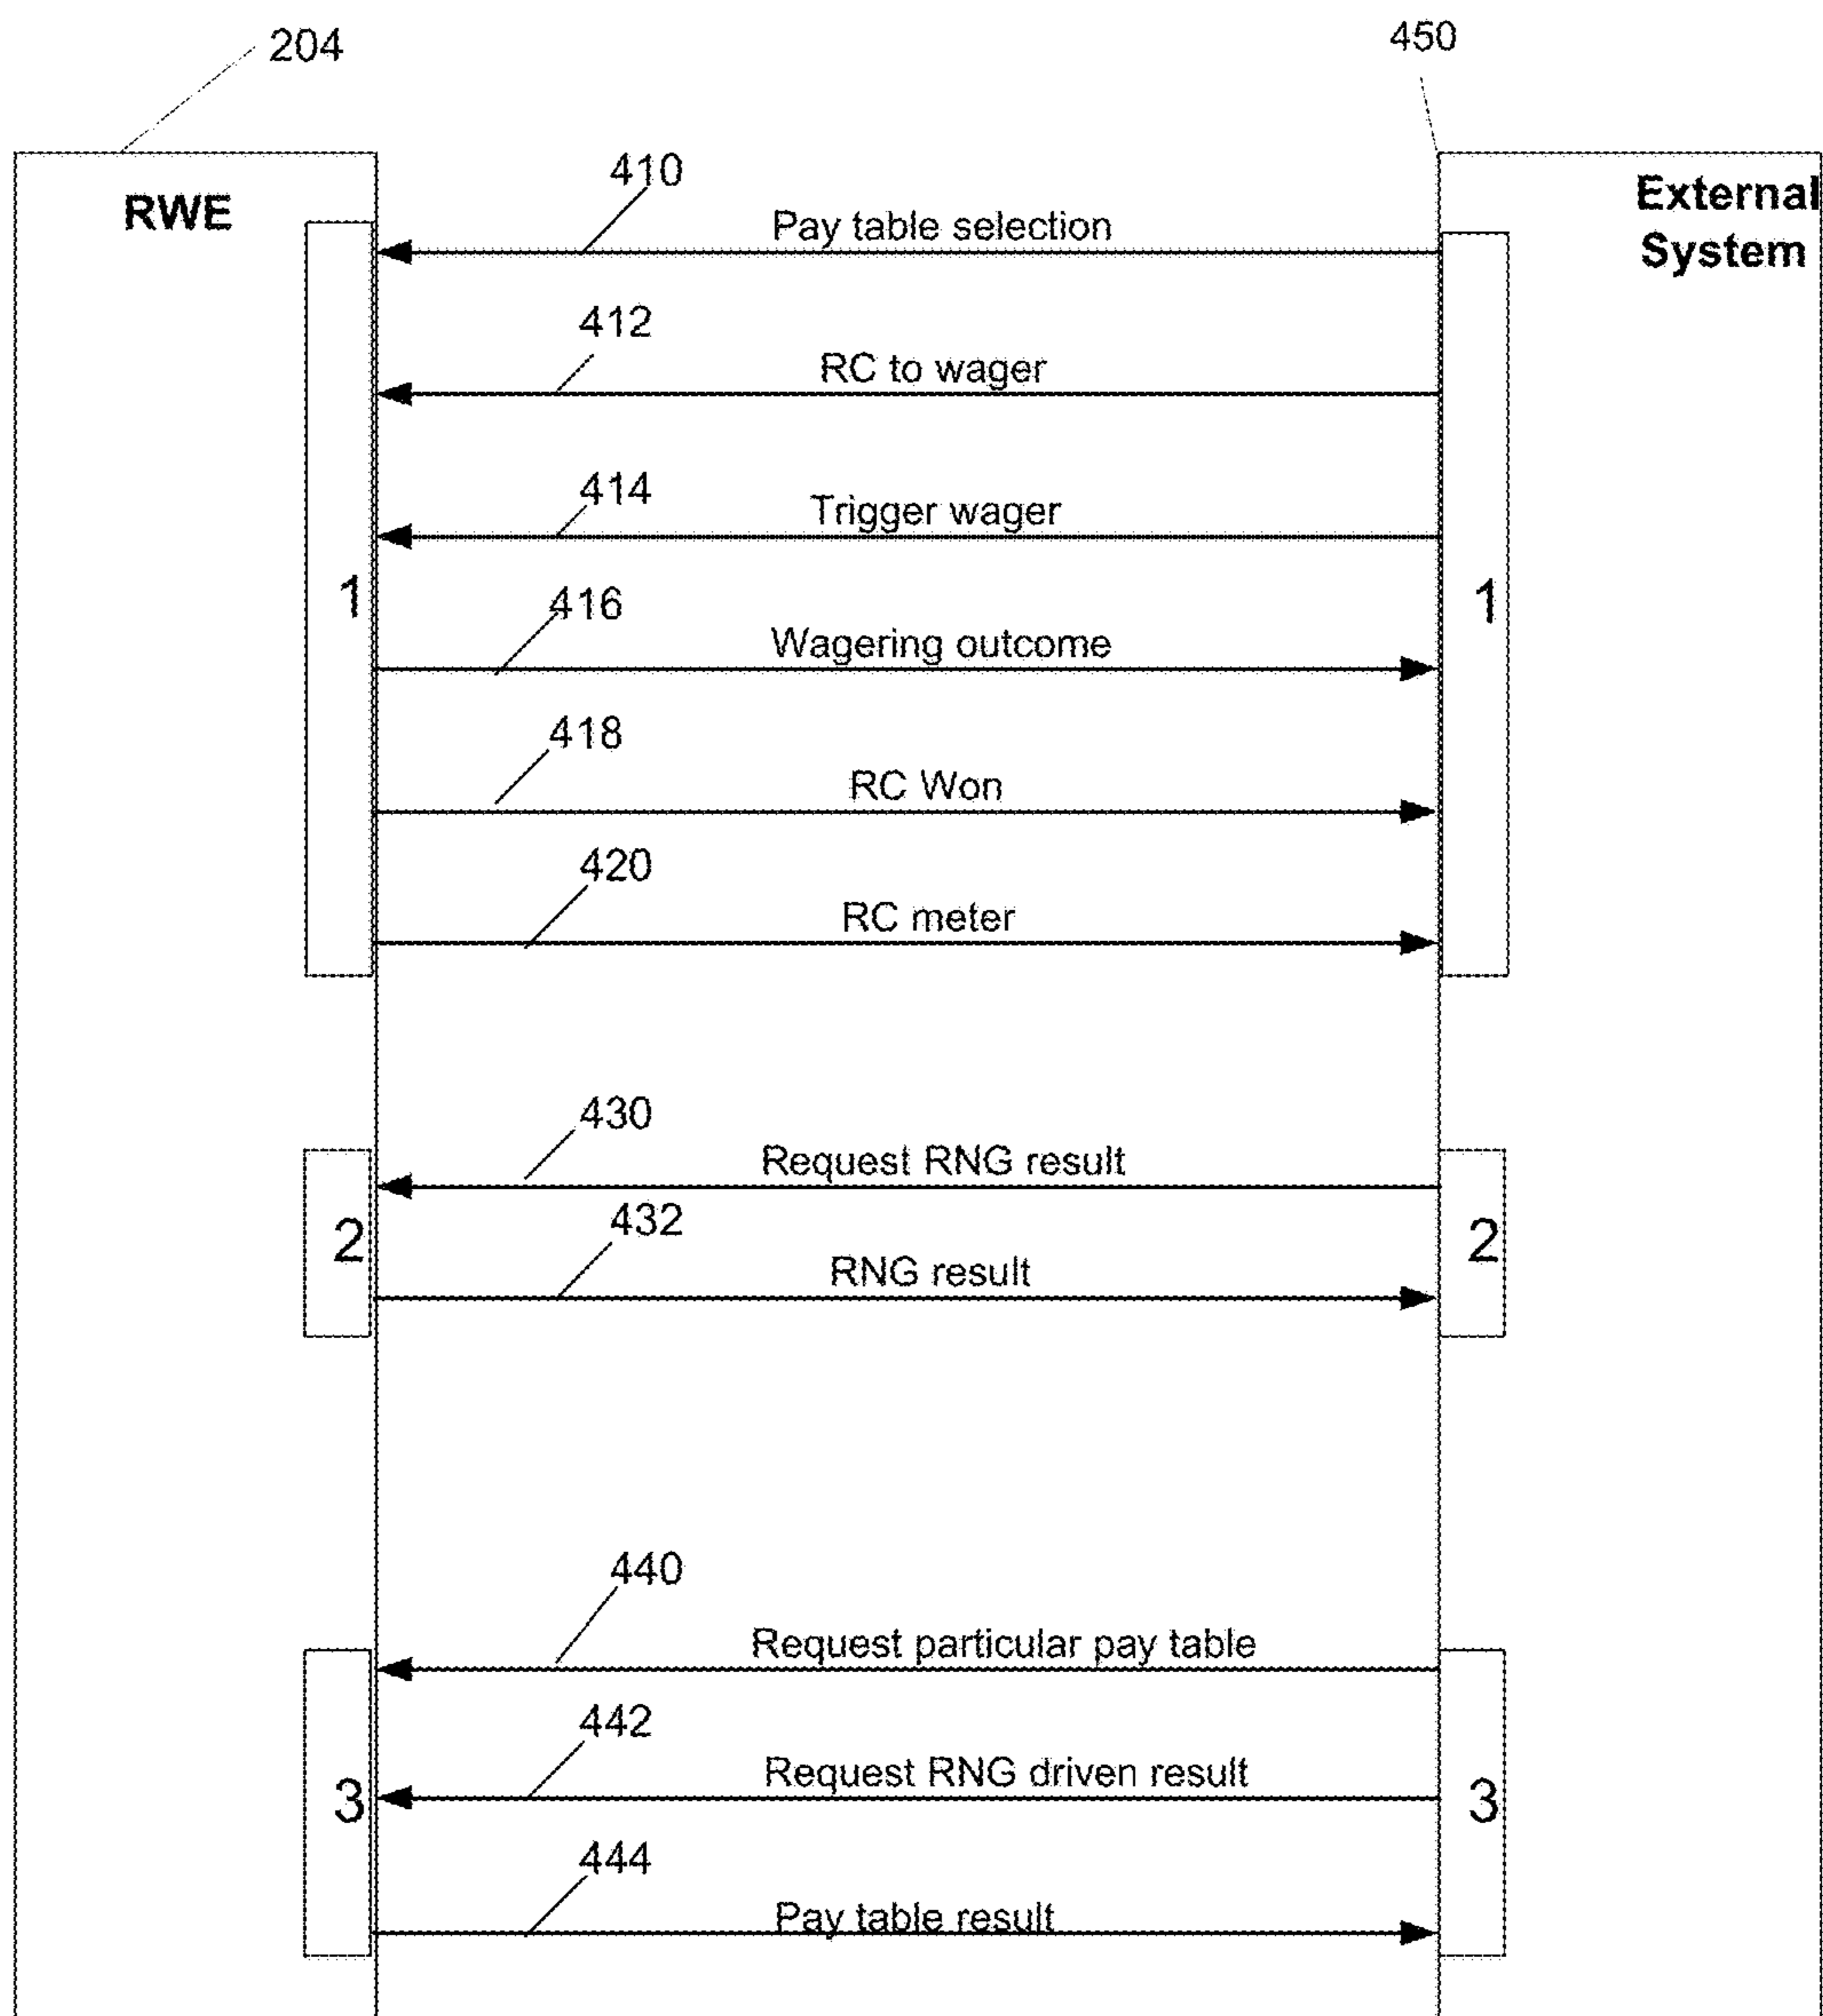 204
450
RWE
External
System
410
Pay table selection
412
RC to wager
414
Trigger wager
1
1
416
Wagering outcome
418
RC Won
420
RC meter
430
Request RNG result
2
2
432
RNG result
440
Request particular pay table
442
Request RNG driven result
3
3
444
Pay table result